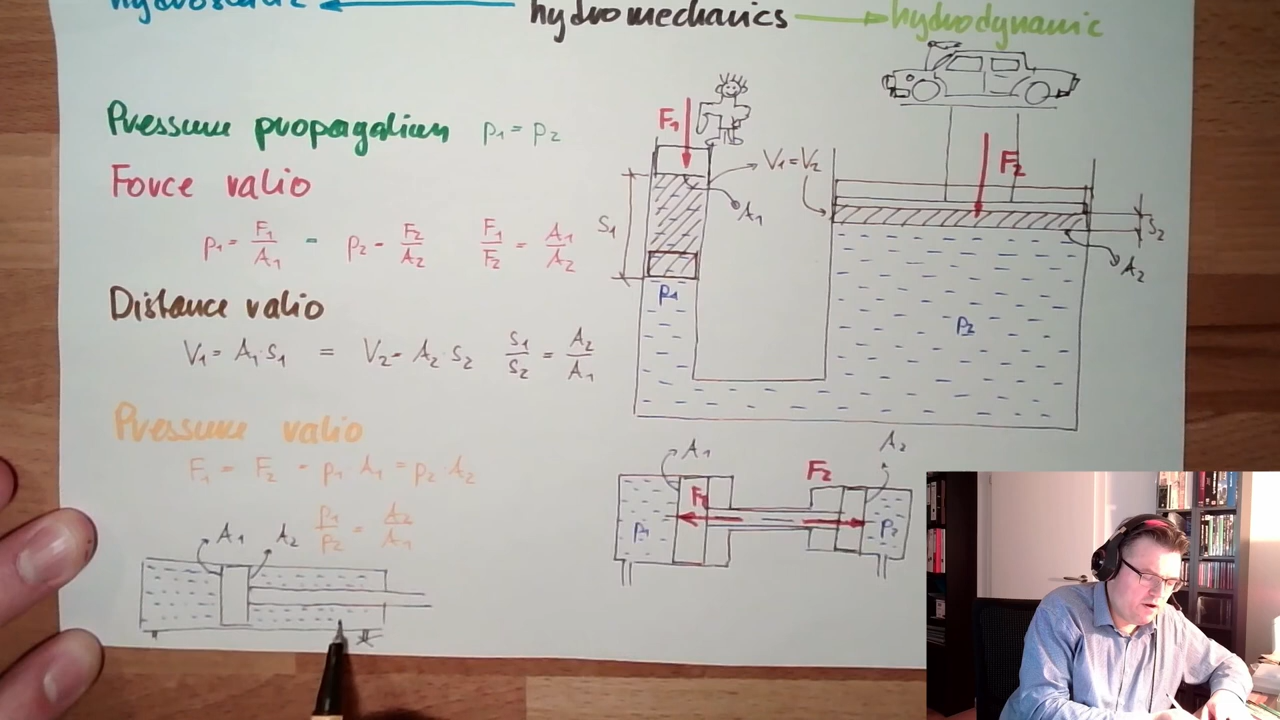 hydrostatic hydromechanics hydrodynamic
Pressure propagation p₁ = p₂
Force ratio
p₁ = F₁/A₁ = p₂ = F₂/A₂ F₁/F₂ = A₁/A₂
Distance ratio
V₁ = A₁·s₁ = V₂ = A₂·s₂ s₁/s₂ = A₂/A₁
Pressure ratio
F₁ = F₂ = p₁·A₁ = p₂·A₂
p₁/p₂ = A₂/A₁
A₁ A₂
F₁
V₁=V₂
A₁
F₂
s₁
s₂
A₂
p₁
p₂
A₁
A₂
F₂
F₁
p₁
p₂